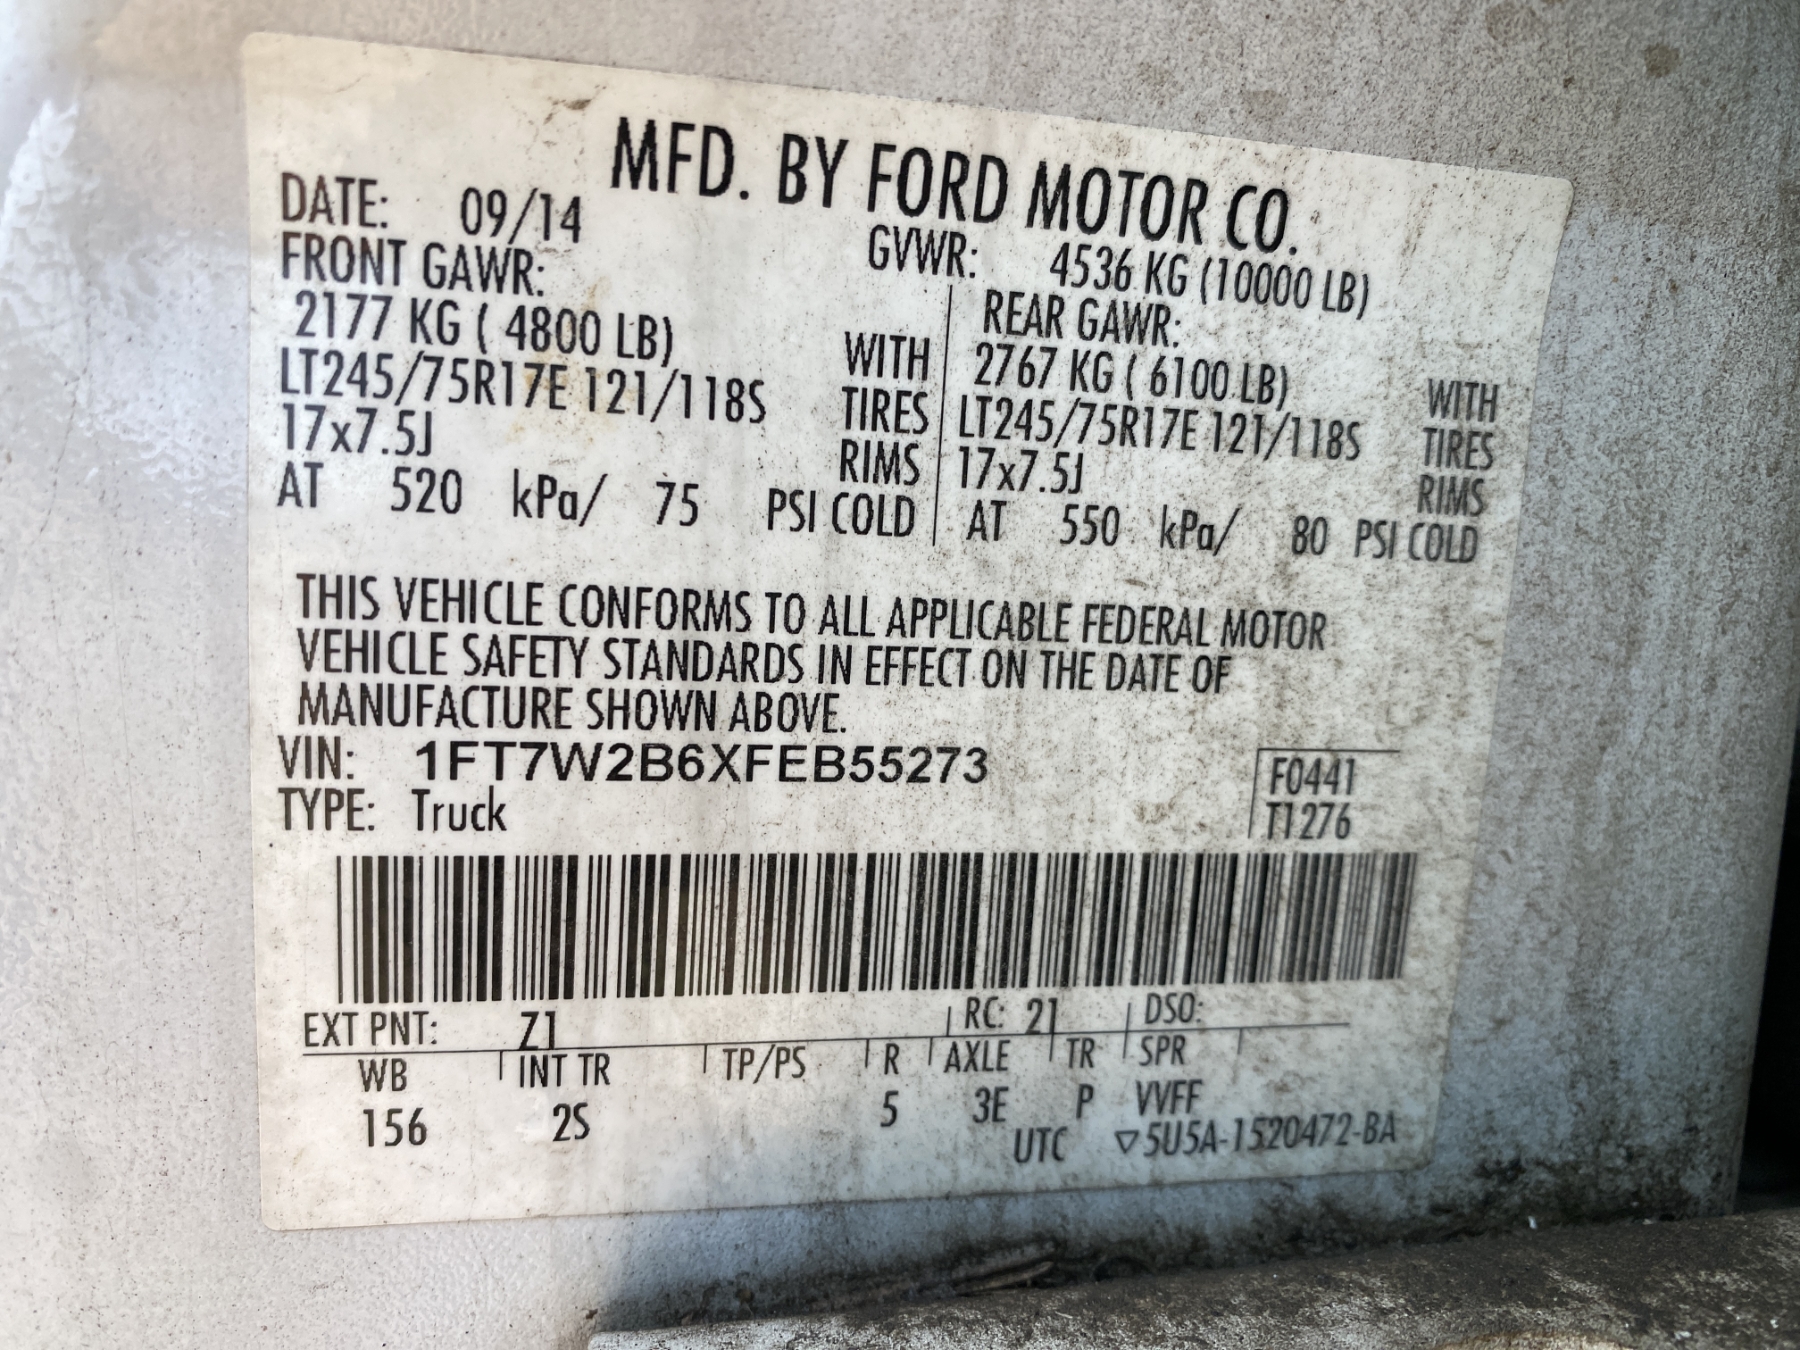 MFD. BY FORD MOTOR CO.
DATE: 09/14 GVWR: 4536 KG (10000 LB)
FRONT GAWR: REAR GAWR:
2177 KG ( 4800 LB) WITH 2767 KG ( 6100 LB) WITH
LT245/75R17E 121/118S TIRES LT245/75R17E 121/118S TIRES
17x7.5J RIMS 17x7.5J RIMS
AT 520 kPa/ 75 PSI COLD AT 550 kPa/ 80 PSI COLD
THIS VEHICLE CONFORMS TO ALL APPLICABLE FEDERAL MOTOR
VEHICLE SAFETY STANDARDS IN EFFECT ON THE DATE OF
MANUFACTURE SHOWN ABOVE.
VIN: 1FT7W2B6XFEB55273 F0441
TYPE: Truck T1276
EXT PNT: Z1 RC: 21 DSO:
WB INT TR TP/PS R AXLE TR SPR
156 2S 5 3E P VVFF
UTC ▽5U5A-1520472-BA